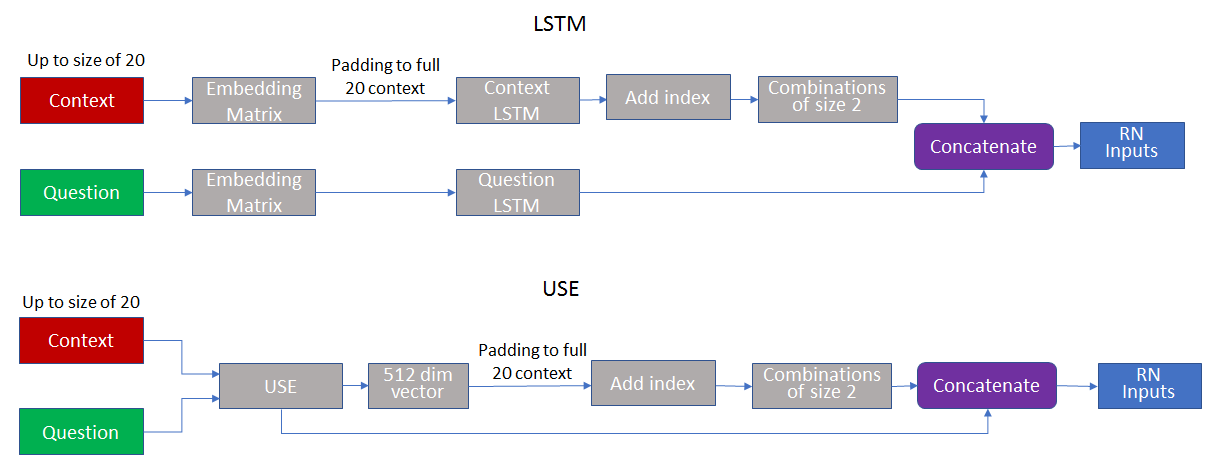 LSTM
Up to size of 20
Context
Embedding
Matrix
Padding to full
20 context
Context
LSTM
Add index
Combinations
of size 2
Concatenate
RN
Inputs
Question
Embedding
Matrix
Question
LSTM
USE
Up to size of 20
Context
Question
USE
512 dim
vector
Padding to full
20 context
Add index
Combinations
of size 2
Concatenate
RN
Inputs